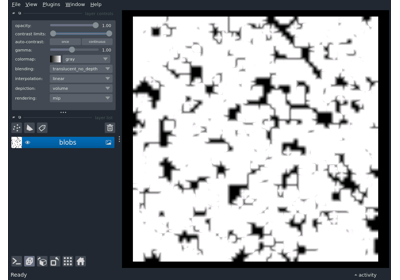 File View Plugins Window Help
opacity: 1.00
contrast limits:
auto-contrast: once continuous
gamma: 1.00
colormap: gray
blending: translucent_no_depth
interpolation: linear
depiction: volume
rendering: mip
blobs
Ready
activity